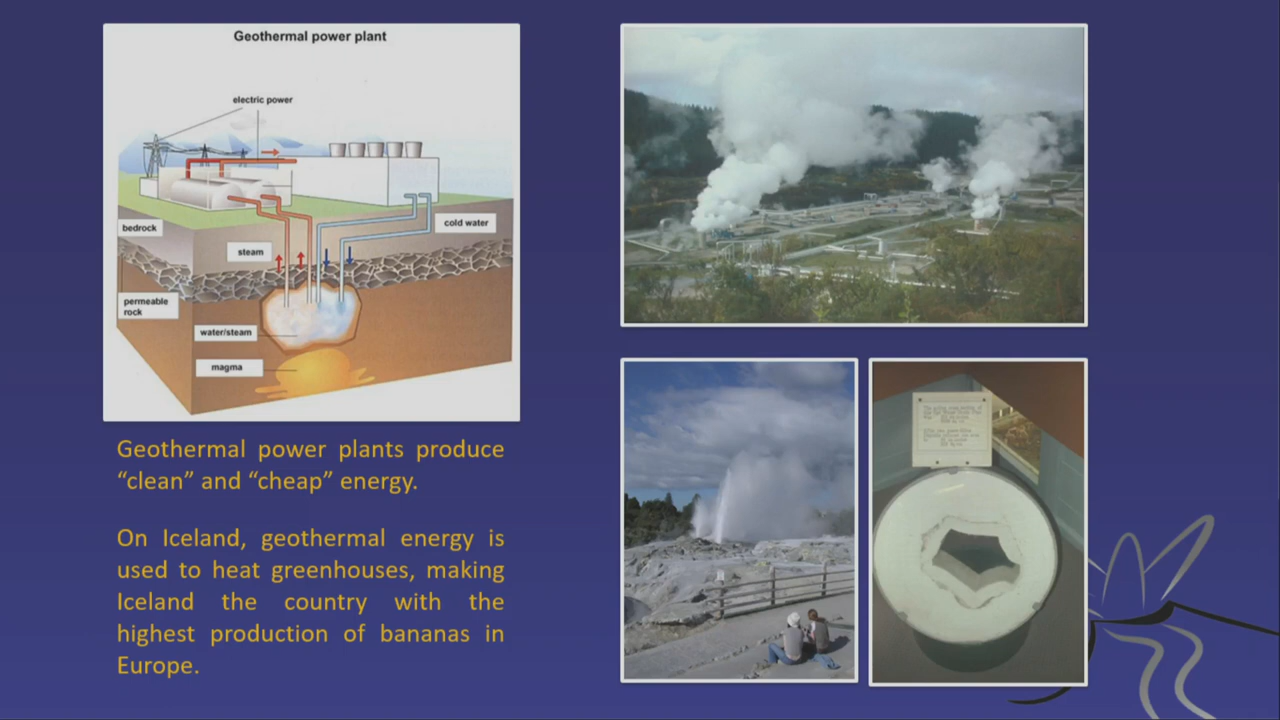 Geothermal power plant
electric power
bedrock
cold water
steam
permeable
rock
water/steam
magma
Geothermal power plants produce
“clean” and “cheap” energy.
On Iceland, geothermal energy is
used to heat greenhouses, making
Iceland the country with the
highest production of bananas in
Europe.